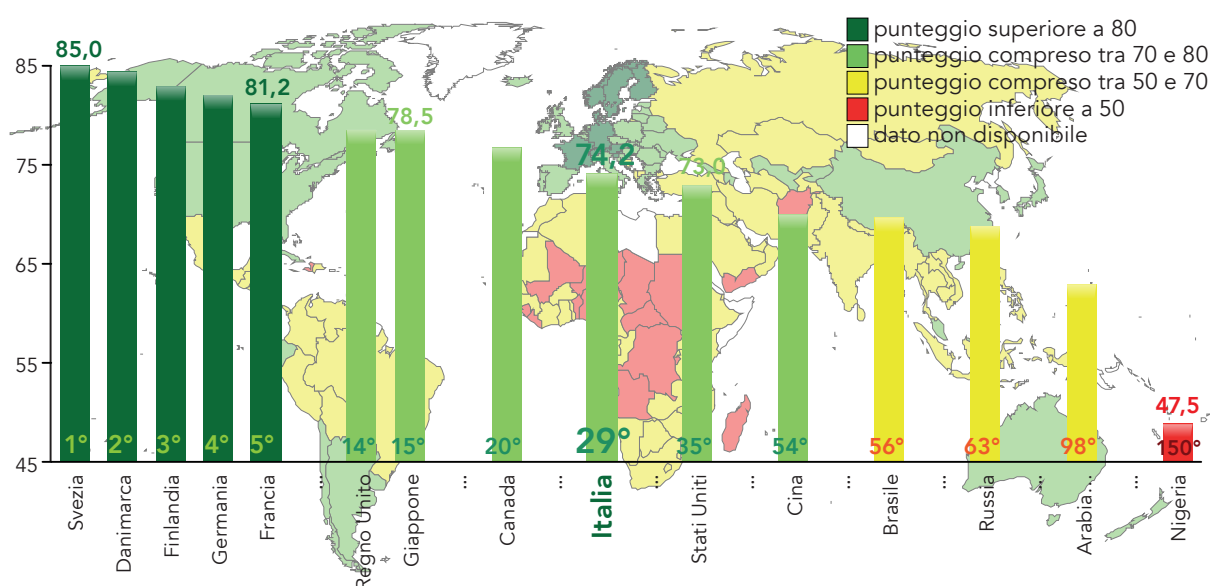 punteggio superiore a 80
punteggio compreso tra 70 e 80
punteggio compreso tra 50 e 70
punteggio inferiore a 50
dato non disponibile
85,0
81,2
78,5
74,2
73,0
47,5
85
75
65
55
45
1°
2°
3°
4°
5°
14°
15°
20°
29°
35°
54°
56°
63°
98°
150°
Svezia
Danimarca
Finlandia
Germania
Francia
...
Regno Unito
Giappone
...
Canada
...
Italia
...
Stati Uniti
...
Cina
...
Brasile
...
Russia
...
Arabia...
...
Nigeria